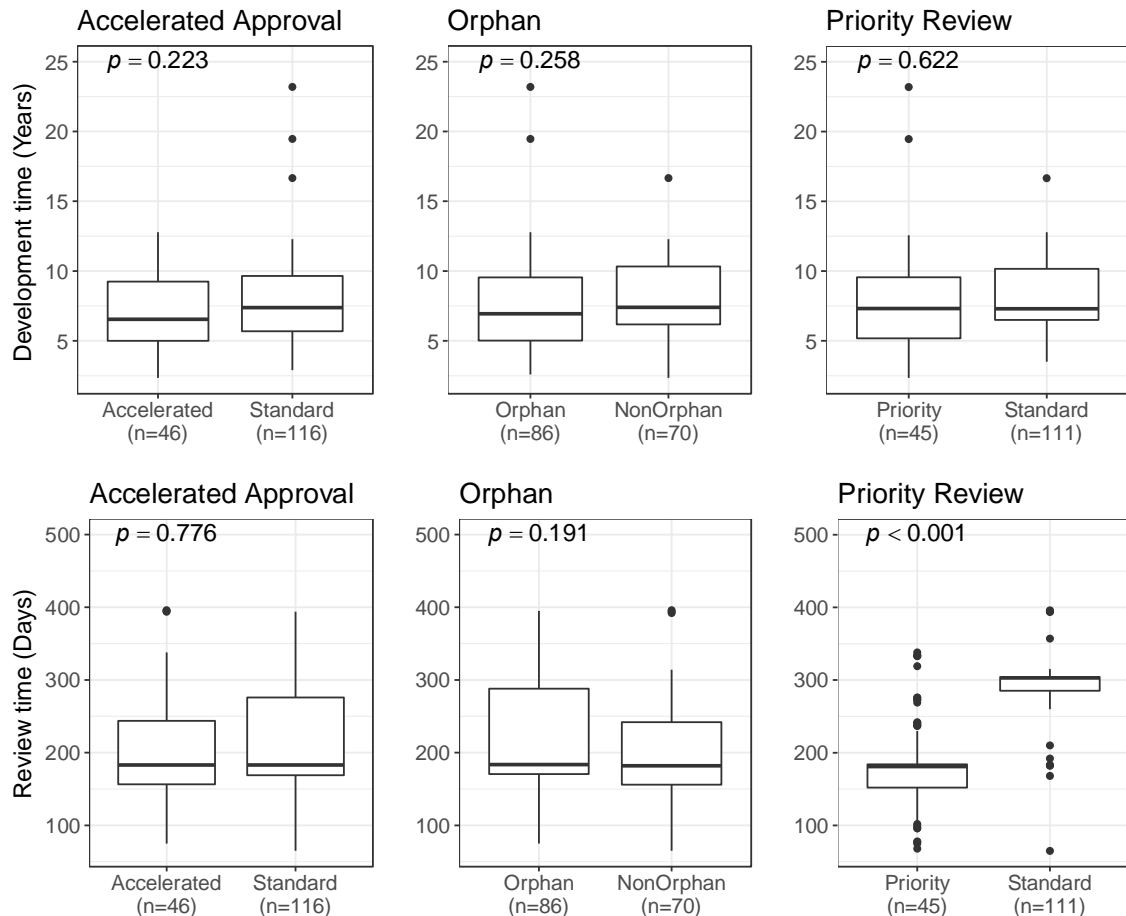 Accelerated Approval
Orphan
Priority Review
p = 0.223
p = 0.258
p = 0.622
Development time (Years)
25
20
15
10
5
25
20
15
10
5
25
20
15
10
5
Accelerated
(n=46)
Standard
(n=116)
Orphan
(n=86)
NonOrphan
(n=70)
Priority
(n=45)
Standard
(n=111)
Accelerated Approval
Orphan
Priority Review
p = 0.776
p = 0.191
p < 0.001
Review time (Days)
500
400
300
200
100
500
400
300
200
100
500
400
300
200
100
Accelerated
(n=46)
Standard
(n=116)
Orphan
(n=86)
NonOrphan
(n=70)
Priority
(n=45)
Standard
(n=111)